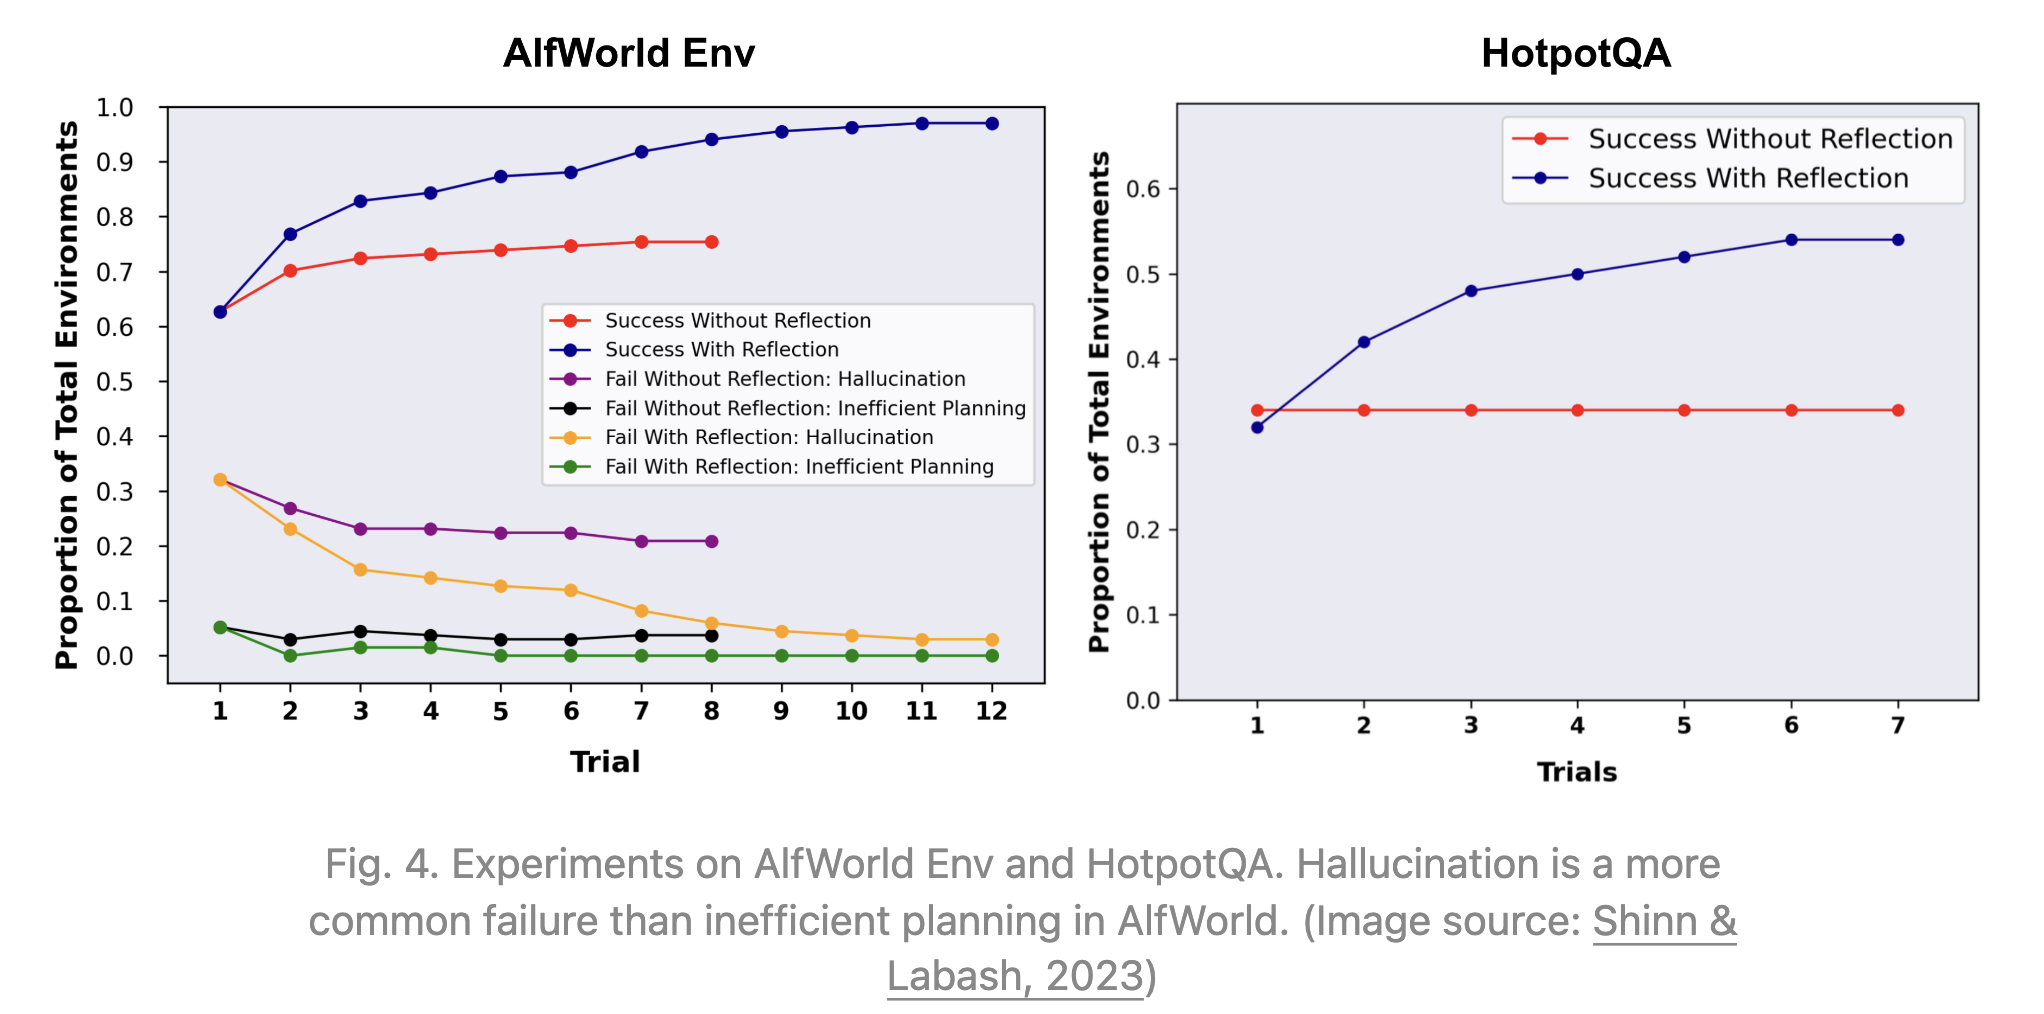 AlfWorld Env
Proportion of Total Environments
1.0
0.9
0.8
0.7
0.6
0.5
0.4
0.3
0.2
0.1
0.0
Success Without Reflection
Success With Reflection
Fail Without Reflection: Hallucination
Fail Without Reflection: Inefficient Planning
Fail With Reflection: Hallucination
Fail With Reflection: Inefficient Planning
1 2 3 4 5 6 7 8 9 10 11 12
Trial
HotpotQA
Proportion of Total Environments
0.6
0.5
0.4
0.3
0.2
0.1
0.0
Success Without Reflection
Success With Reflection
1 2 3 4 5 6 7
Trials
Fig. 4. Experiments on AlfWorld Env and HotpotQA. Hallucination is a more
common failure than inefficient planning in AlfWorld. (Image source: Shinn &
Labash, 2023)